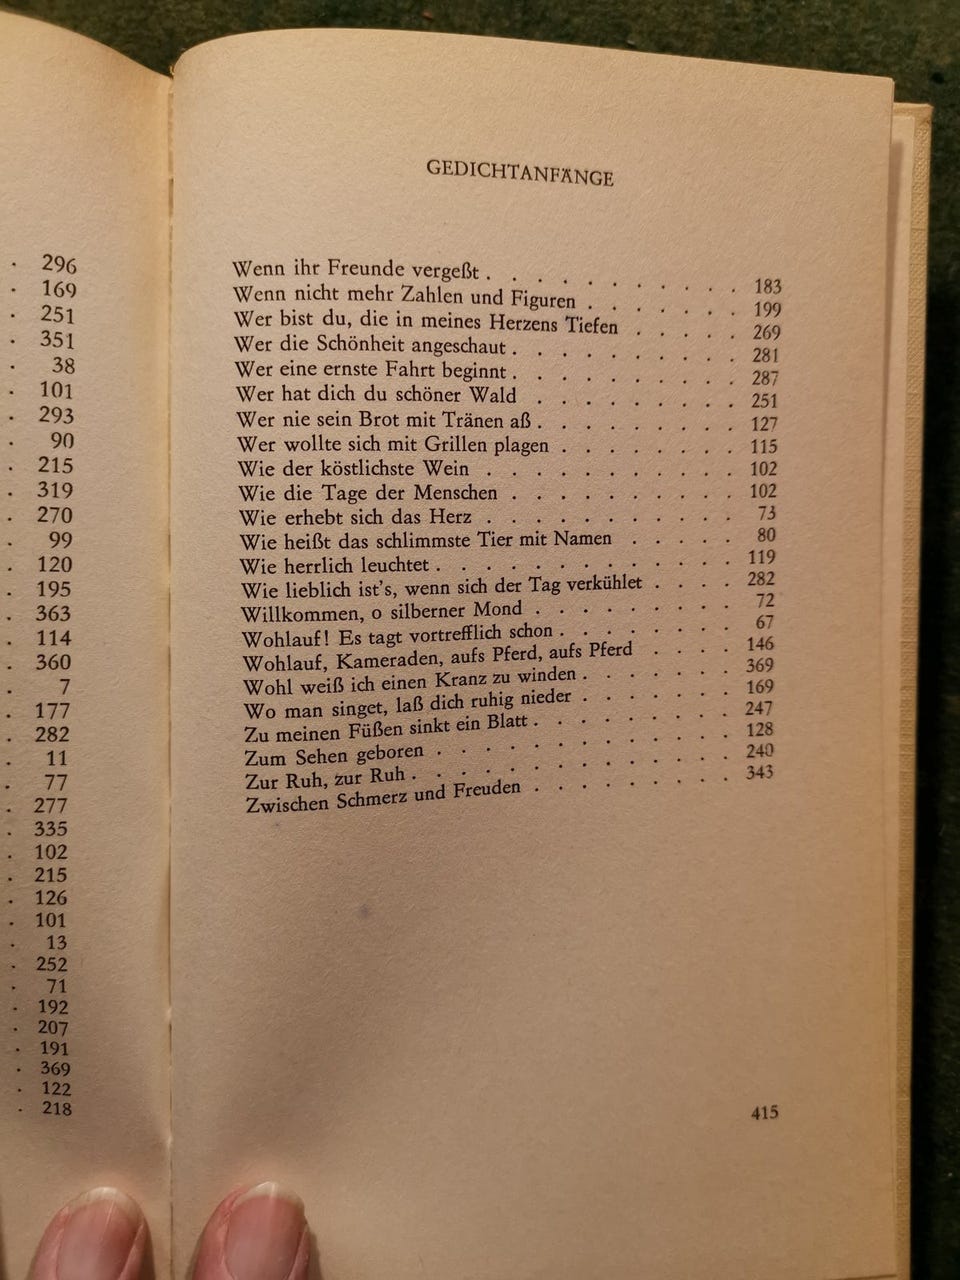 . 296
. 169
. 251
. 351
. 38
. 101
. 293
. 90
. 215
. 319
. 270
. 99
. 120
. 195
. 363
. 114
. 360
. 7
. 177
. 282
. 11
. 77
. 277
. 335
. 102
. 215
. 126
. 101
. 13
. 252
. 71
. 192
. 207
. 191
. 369
. 122
. 218
GEDICHTANFÄNGE
Wenn ihr Freunde vergeßt . . . . . . . . . . 183
Wenn nicht mehr Zahlen und Figuren . . . . . . . 199
Wer bist du, die in meines Herzens Tiefen . . . . . 269
Wer die Schönheit angeschaut . . . . . . . . . 281
Wer eine ernste Fahrt beginnt . . . . . . . . . 287
Wer hat dich du schöner Wald . . . . . . . . 251
Wer nie sein Brot mit Tränen aß . . . . . . . . 127
Wer wollte sich mit Grillen plagen . . . . . . . 115
Wie der köstlichste Wein . . . . . . . . . . 102
Wie die Tage der Menschen . . . . . . . . . 102
Wie erhebt sich das Herz . . . . . . . . . . 73
Wie heißt das schlimmste Tier mit Namen . . . . . 80
Wie herrlich leuchtet . . . . . . . . . . . . 119
Wie lieblich ist's, wenn sich der Tag verkühlet . . . . 282
Willkommen, o silberner Mond . . . . . . . . 72
Wohlauf! Es tagt vortrefflich schon . . . . . . . 67
Wohlauf, Kameraden, aufs Pferd, aufs Pferd . . . . 146
Wohl weiß ich einen Kranz zu winden . . . . . . 369
Wo man singet, laß dich ruhig nieder . . . . . . 169
Zu meinen Füßen sinkt ein Blatt . . . . . . . . 247
Zum Sehen geboren . . . . . . . . . . . . 128
Zur Ruh, zur Ruh . . . . . . . . . . . . . 240
Zwischen Schmerz und Freuden . . . . . . . . 343
415